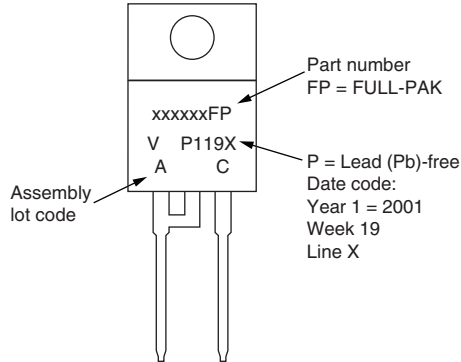 Part number
FP = FULL-PAK
xxxxxxFP
V P119X
A C
P = Lead (Pb)-free
Date code:
Year 1 = 2001
Week 19
Line X
Assembly
lot code